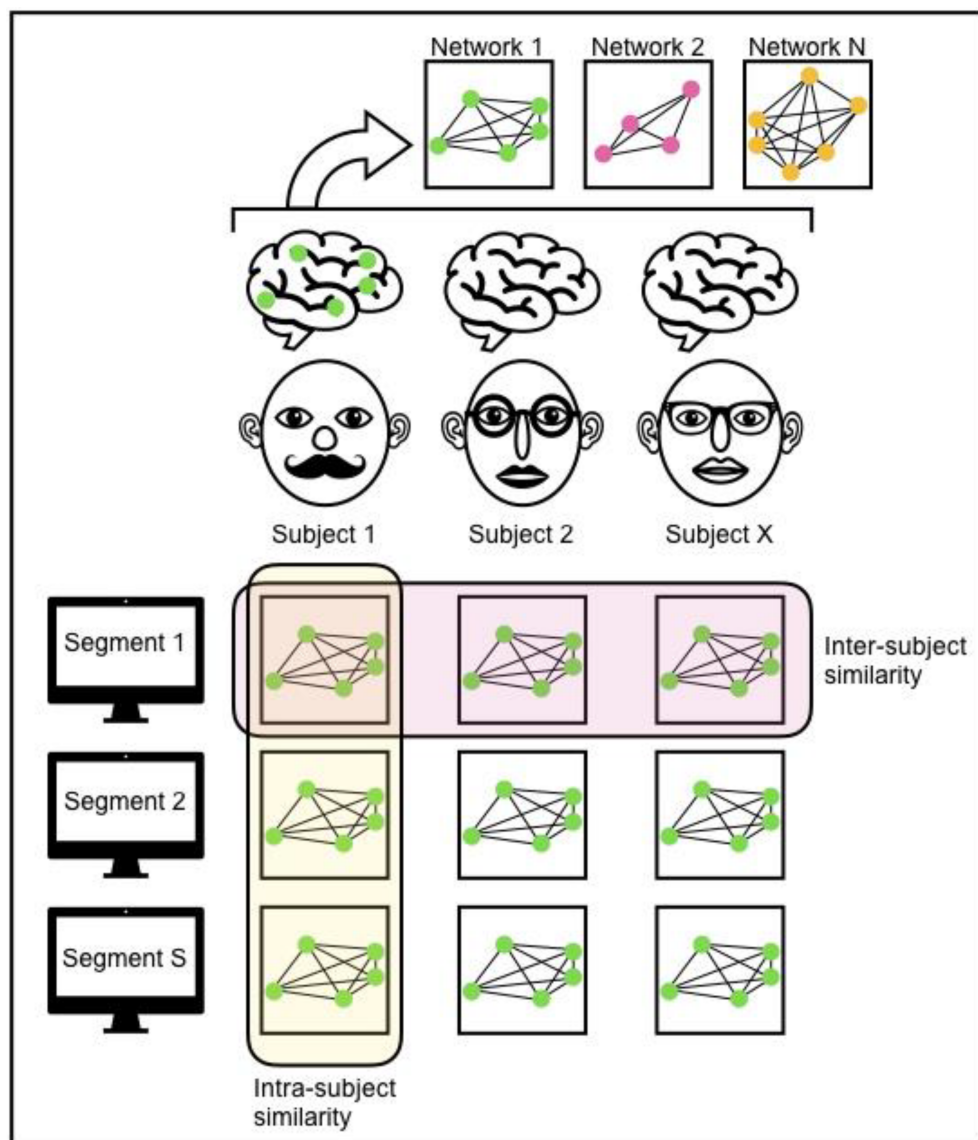 Network 1
Network 2
Network N
Subject 1
Subject 2
Subject X
Segment 1
Inter-subject
similarity
Segment 2
Segment S
Intra-subject
similarity